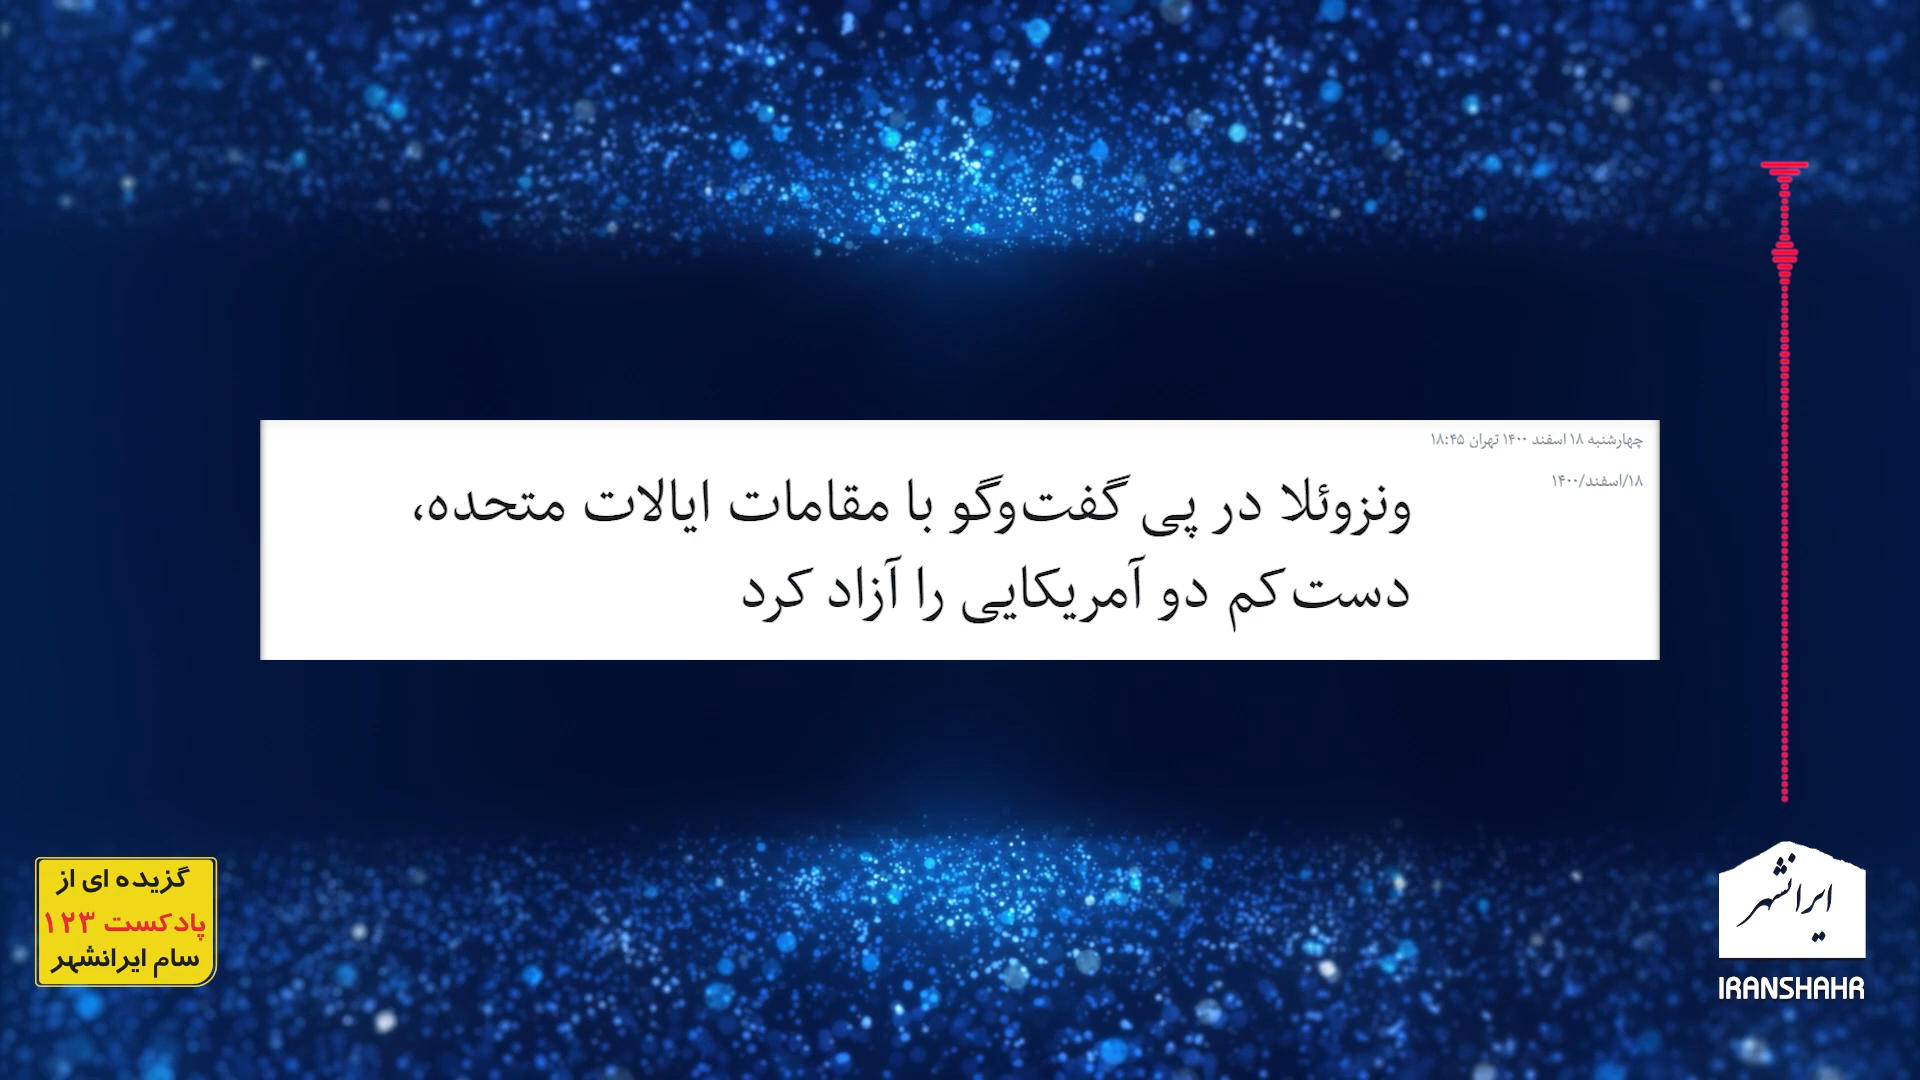 چهارشنبه ۱۸ اسفند ۱۴۰۰ تهران ۱۸:۴۵
۱۸/اسفند/۱۴۰۰
ونزوئلا در پی گفت‌وگو با مقامات ایالات متحده،
دست‌کم دو آمریکایی را آزاد کرد
گزیده ای از
پادکست ۱۲۳
سام ایرانشهر
ایرانشهر
IRANSHAHR